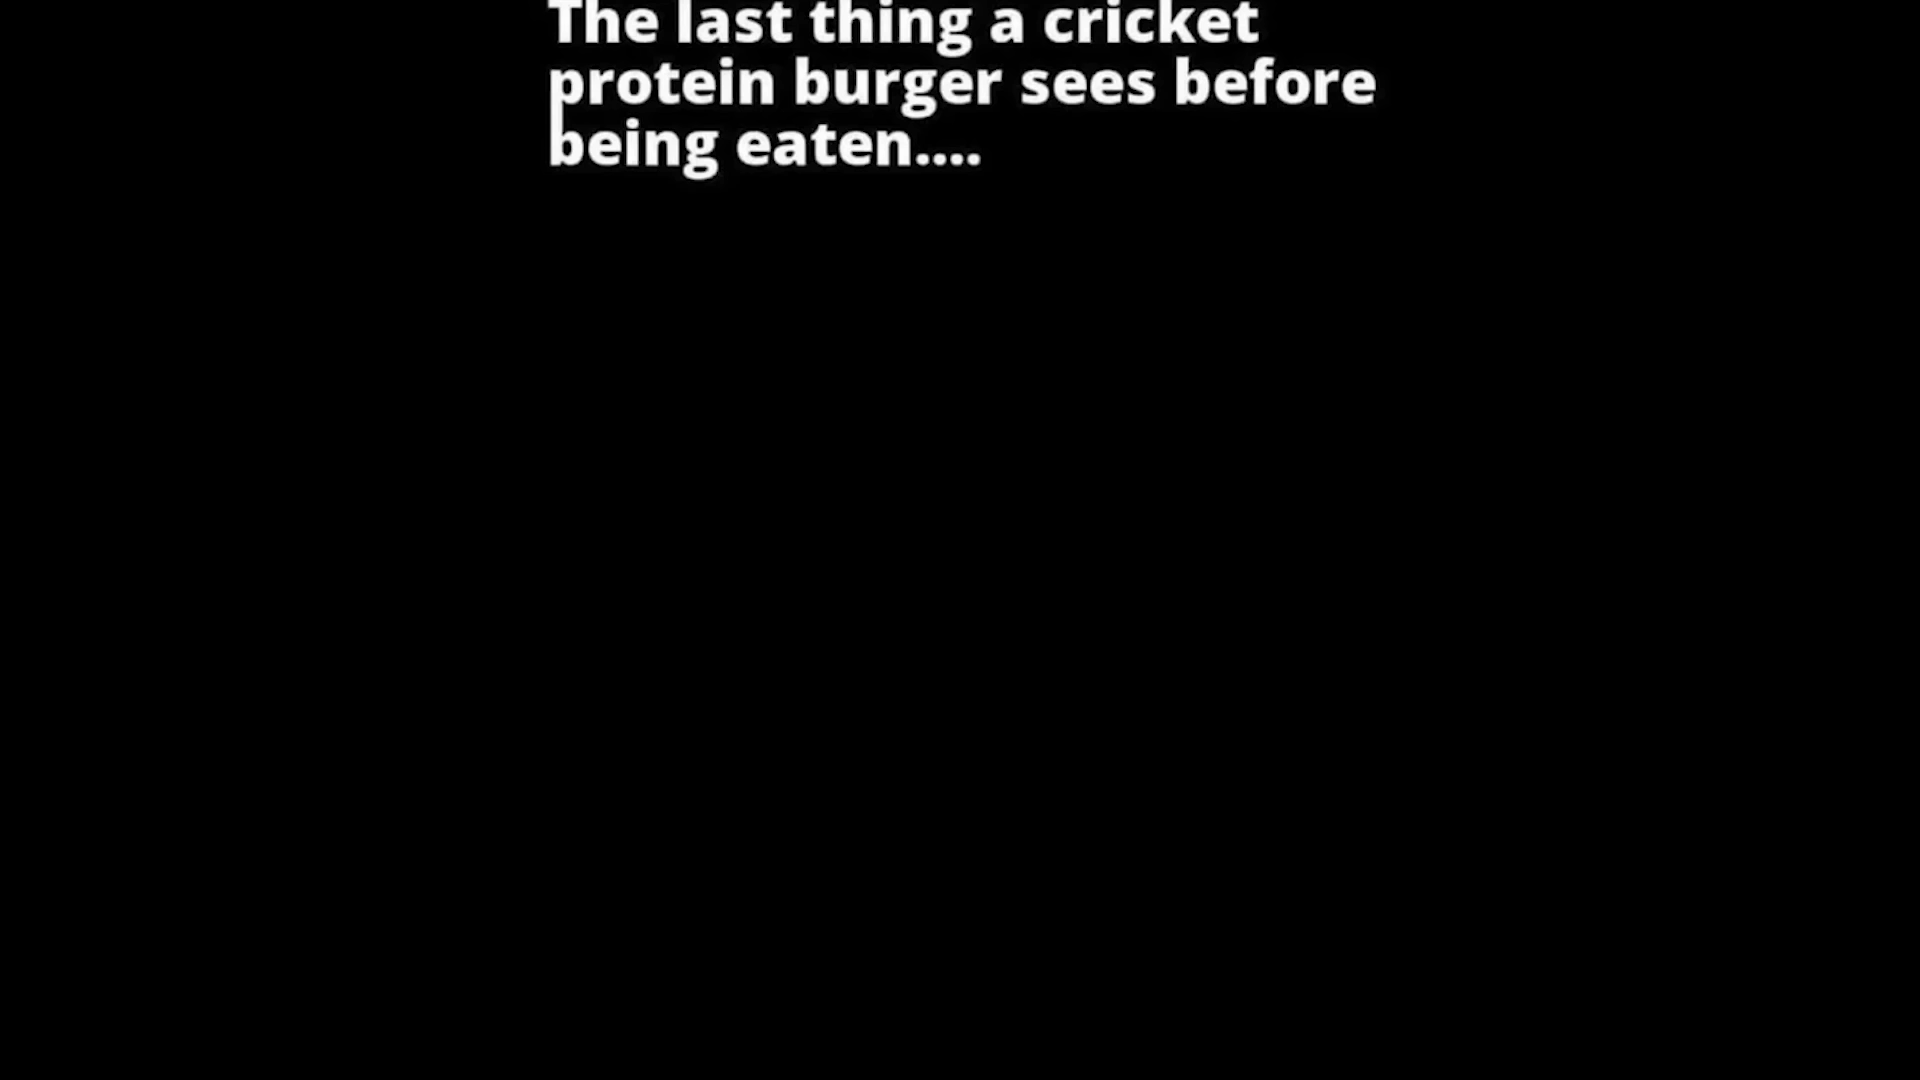 The last thing a cricket
protein burger sees before
being eaten....